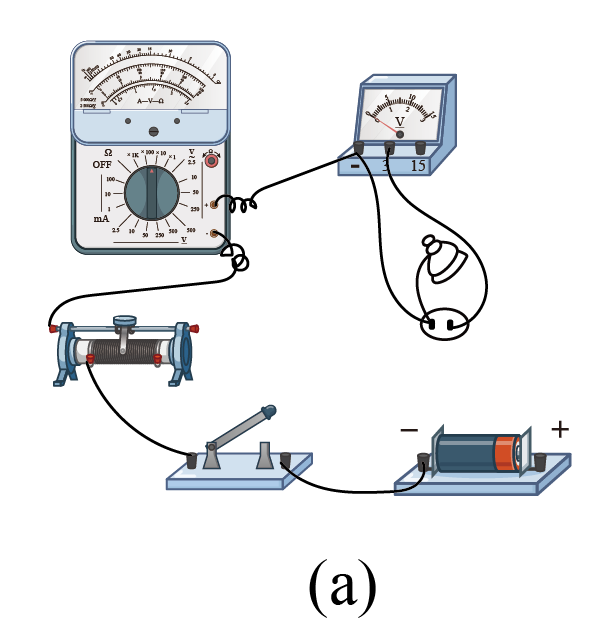 A—V—Ω
Ω
OFF
×1K ×100 ×10 ×1
V
~
2.5
Ω
100
10
1
mA
10
50
250
+
-
2.5 10 50 250 500 500
V
5 10 15
0 1 2 3
V
- 3 15
− +
(a)